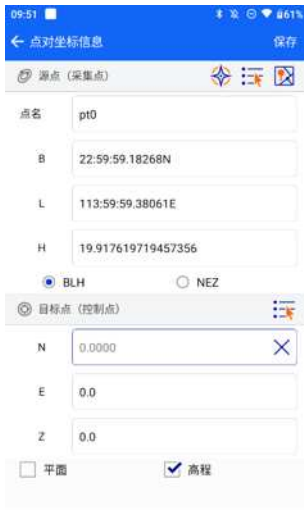 09:51 61%
点对坐标信息 保存
源点（采集点）
点名 pt0
B 22:59:59.18268N
L 113:59:59.38061E
H 19.917619719457356
BLH NEZ
目标点（控制点）
N 0.0000
E 0.0
Z 0.0
平面 高程